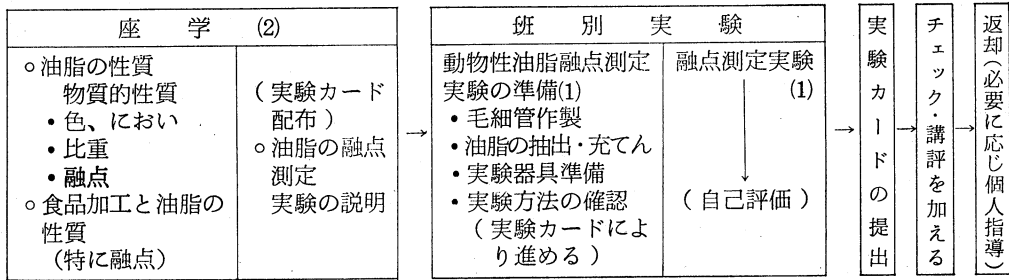 座学(2)
○油脂の性質
物質的性質
・色、におい
・比重
・融点
○食品加工と油脂の
性質
(特に融点)
(実験カード
配布)
○油脂の融点
測定
実験の説明
→
班別実験
動物性油脂融点測定
実験の準備(1)
・毛細管作製
・油脂の抽出・充てん
・実験器具準備
・実験方法の確認
(実験カードによ
り進める)
融点測定実験
(1)
(自己評価)
→
実験カードの提出
→
チェック・講評を加える
→
返却(必要に応じ個人指導)